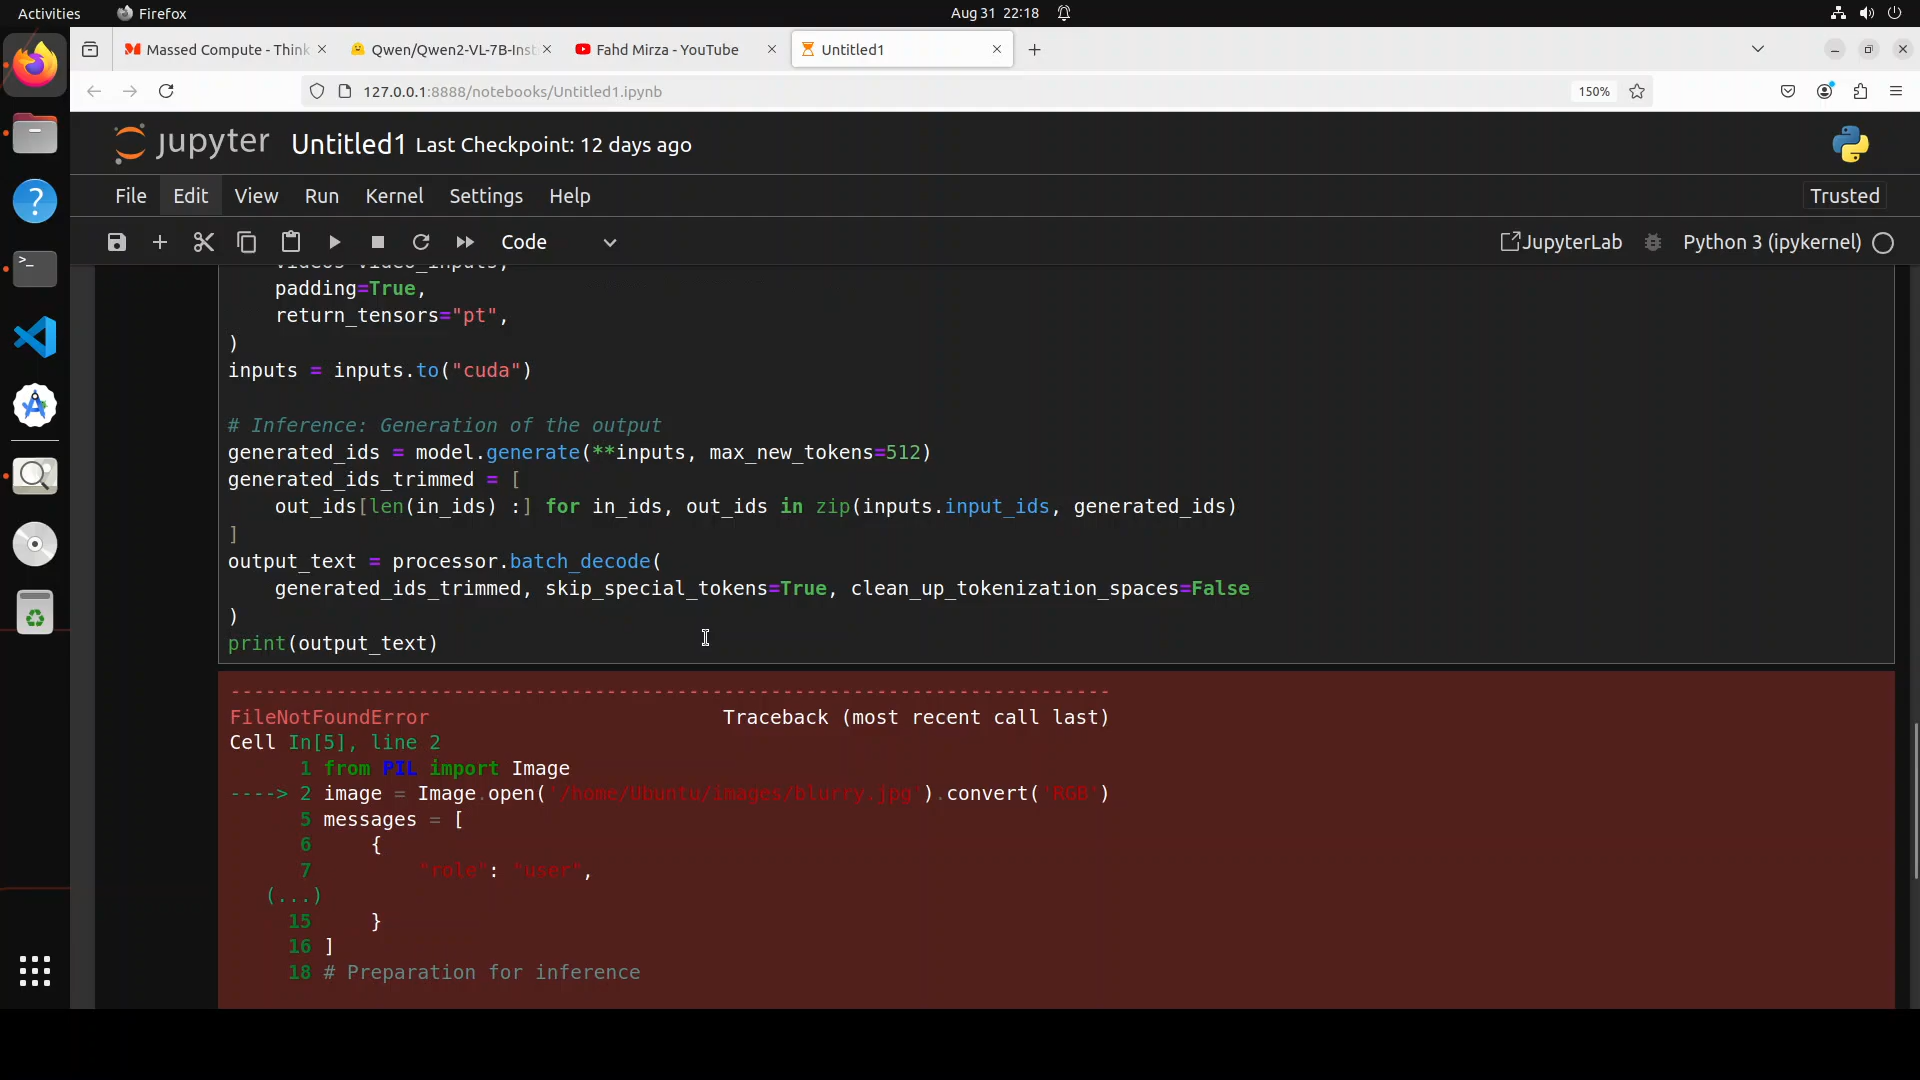 Activities Firefox Aug 31 22:18
Massed Compute - Think Qwen/Qwen2-VL-7B-Inst Fahd Mirza - YouTube Untitled1
127.0.0.1:8888/notebooks/Untitled1.ipynb 150%
jupyter Untitled1 Last Checkpoint: 12 days ago
File Edit View Run Kernel Settings Help Trusted
Code JupyterLab Python 3 (ipykernel)
videos=video_inputs,
padding=True,
return_tensors="pt",
)
inputs = inputs.to("cuda")
# Inference: Generation of the output
generated_ids = model.generate(**inputs, max_new_tokens=512)
generated_ids_trimmed = [
out_ids[len(in_ids) :] for in_ids, out_ids in zip(inputs.input_ids, generated_ids)
]
output_text = processor.batch_decode(
generated_ids_trimmed, skip_special_tokens=True, clean_up_tokenization_spaces=False
)
print(output_text)
---------------------------------------------------------------------------
FileNotFoundError Traceback (most recent call last)
Cell In[5], line 2
1 from PIL import Image
----> 2 image = Image.open('/home/Ubuntu/images/blurry.jpg').convert('RGB')
5 messages = [
6 {
7 "role": "user",
(...)
15 }
16 ]
18 # Preparation for inference